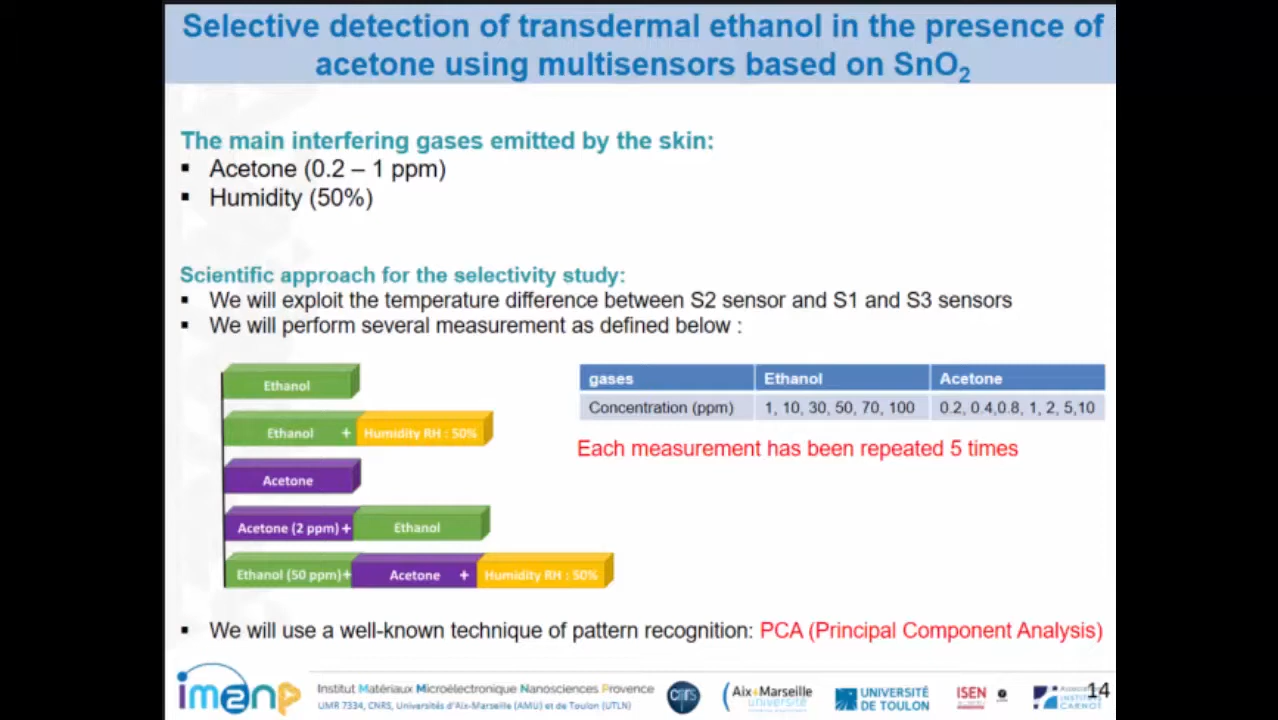 Selective detection of transdermal ethanol in the presence of
acetone using multisensors based on SnO2
The main interfering gases emitted by the skin:
▪ Acetone (0.2 – 1 ppm)
▪ Humidity (50%)
Scientific approach for the selectivity study:
▪ We will exploit the temperature difference between S2 sensor and S1 and S3 sensors
▪ We will perform several measurement as defined below :
Ethanol
Ethanol + Humidity RH : 50%
Acetone
Acetone (2 ppm)+ Ethanol
Ethanol (50 ppm)+ Acetone + Humidity RH : 50%
gases Ethanol Acetone
Concentration (ppm) 1, 10, 30, 50, 70, 100 0.2, 0.4,0.8, 1, 2, 5,10
Each measurement has been repeated 5 times
▪ We will use a well-known technique of pattern recognition: PCA (Principal Component Analysis)
im2np
Institut Matériaux Microélectronique Nanosciences Provence
UMR 7334, CNRS, Universités d'Aix-Marseille (AMU) et de Toulon (UTLN)
cnrs
Aix+Marseille
université
UNIVERSITÉ
DE TOULON
ISEN
INSTITUT
CARNOT
14